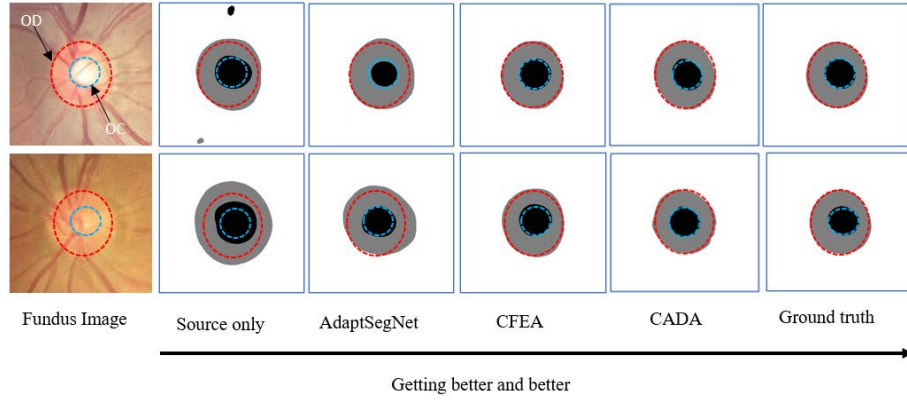 OD
OC
Fundus Image
Source only
AdaptSegNet
CFEA
CADA
Ground truth
Getting better and better